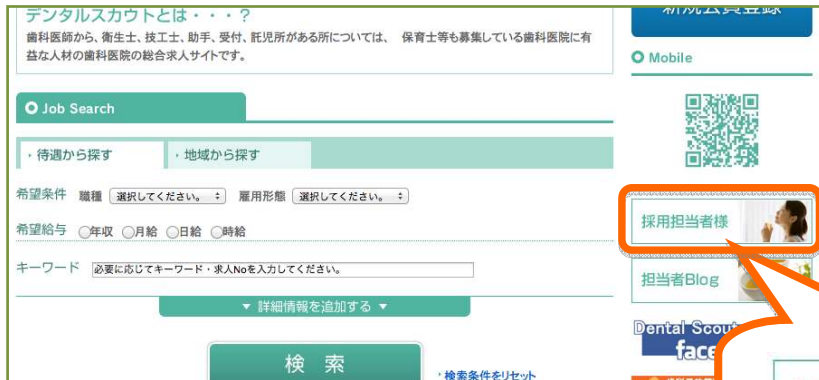 デンタルスカウトとは・・・?
歯科医師から、衛生士、技工士、助手、受付、託児所がある所については、 保育士等も募集している歯科医院に有
益な人材の歯科医院の総合求人サイトです。
Job Search
・待遇から探す
・地域から探す
希望条件 職種 選択してください。 雇用形態 選択してください。
希望給与 年収 月給 日給 時給
キーワード 必要に応じてキーワード・求人Noを入力してください。
▼ 詳細情報を追加する ▼
検 索
・検索条件をリセット
新規会員登録
Mobile
採用担当者様
担当者Blog
Dental Scout
face